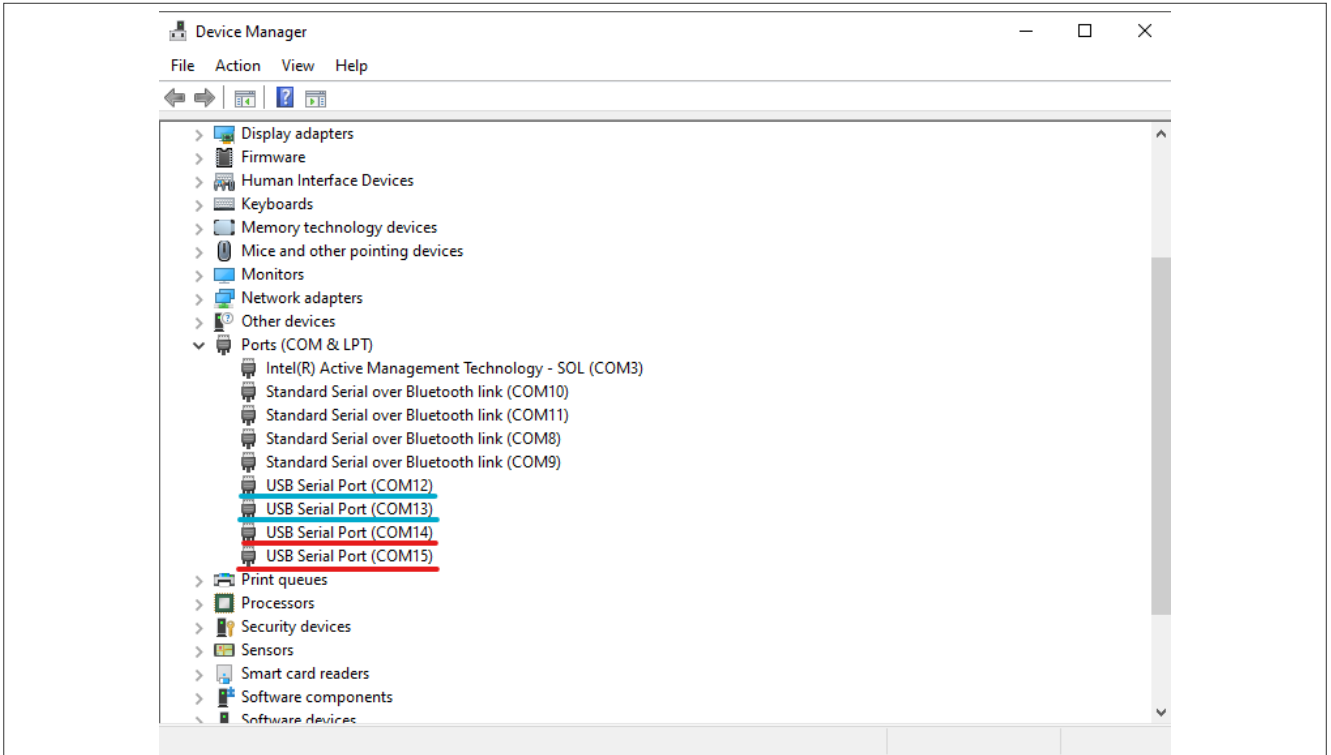 Device Manager
File Action View Help
Display adapters
Firmware
Human Interface Devices
Keyboards
Memory technology devices
Mice and other pointing devices
Monitors
Network adapters
Other devices
Ports (COM & LPT)
Intel(R) Active Management Technology - SOL (COM3)
Standard Serial over Bluetooth link (COM10)
Standard Serial over Bluetooth link (COM11)
Standard Serial over Bluetooth link (COM8)
Standard Serial over Bluetooth link (COM9)
USB Serial Port (COM12)
USB Serial Port (COM13)
USB Serial Port (COM14)
USB Serial Port (COM15)
Print queues
Processors
Security devices
Sensors
Smart card readers
Software components
Software devices